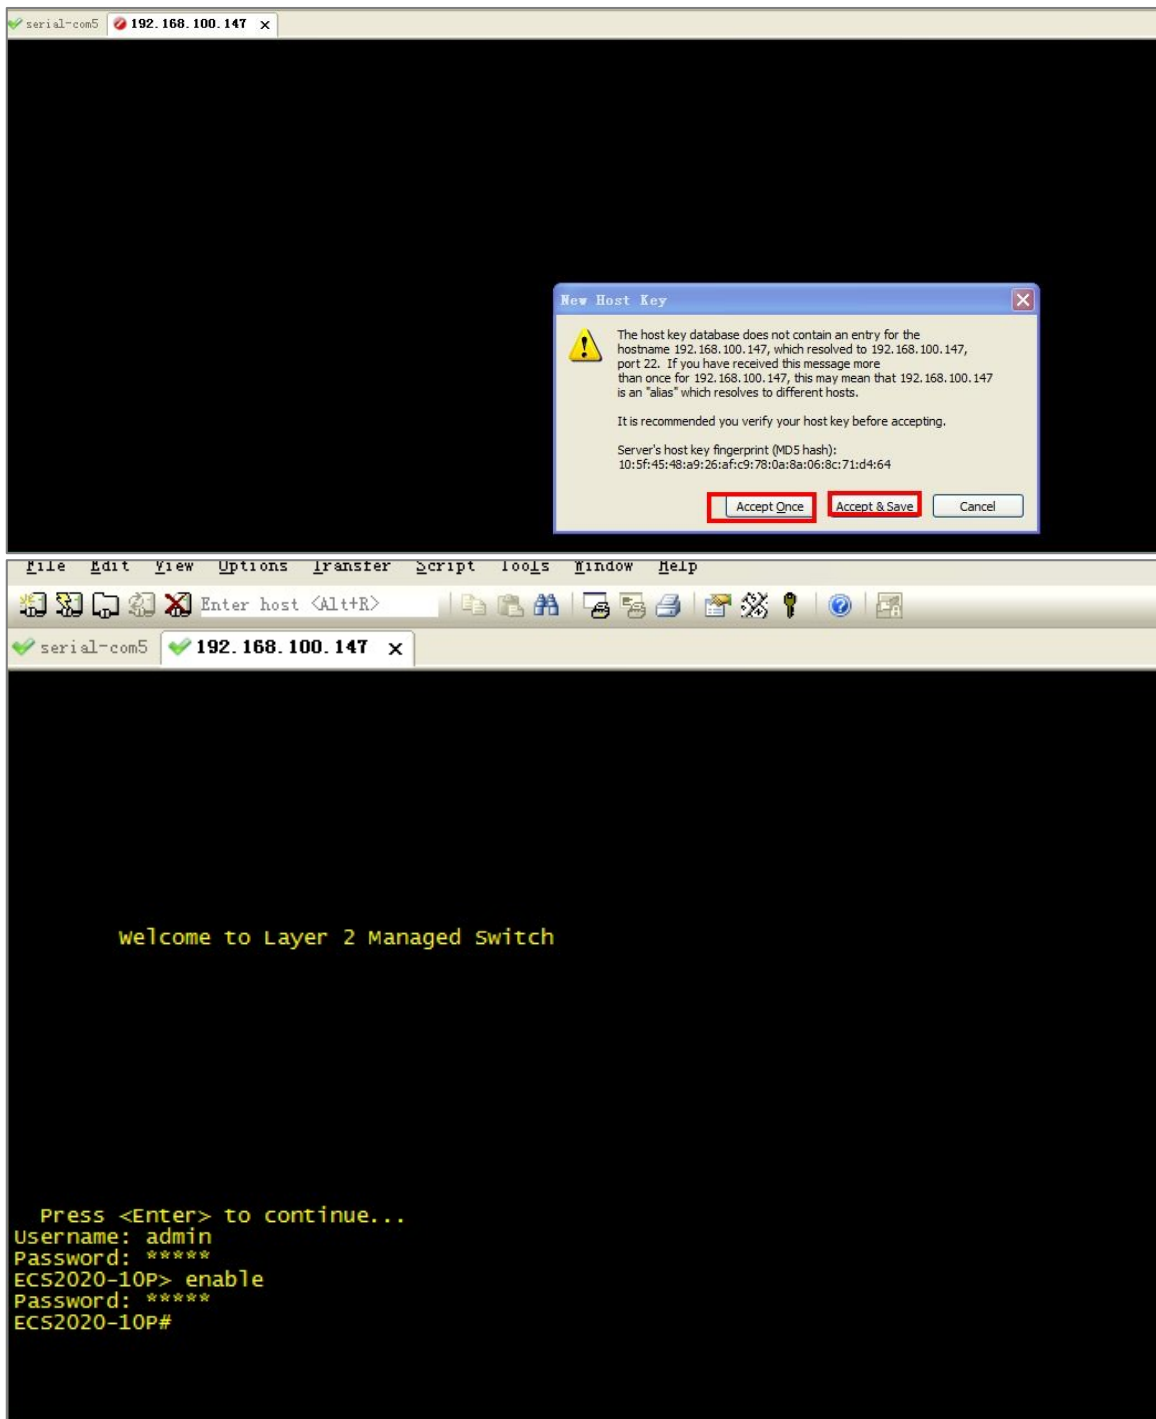 serial-com5 192.168.100.147 x
New Host Key
The host key database does not contain an entry for the
hostname 192.168.100.147, which resolved to 192.168.100.147,
port 22. If you have received this message more
than once for 192.168.100.147, this may mean that 192.168.100.147
is an "alias" which resolves to different hosts.
It is recommended you verify your host key before accepting.
Server's host key fingerprint (MD5 hash):
10:5f:45:48:a9:26:af:c9:78:0a:8a:06:8c:71:d4:64
Accept Once Accept & Save Cancel
File Edit View Options Transfer Script Tools Window Help
Enter host <Alt+R>
serial-com5 192.168.100.147 x
Welcome to Layer 2 Managed Switch
Press <Enter> to continue...
Username: admin
Password: *****
ECS2020-10P> enable
Password: *****
ECS2020-10P#